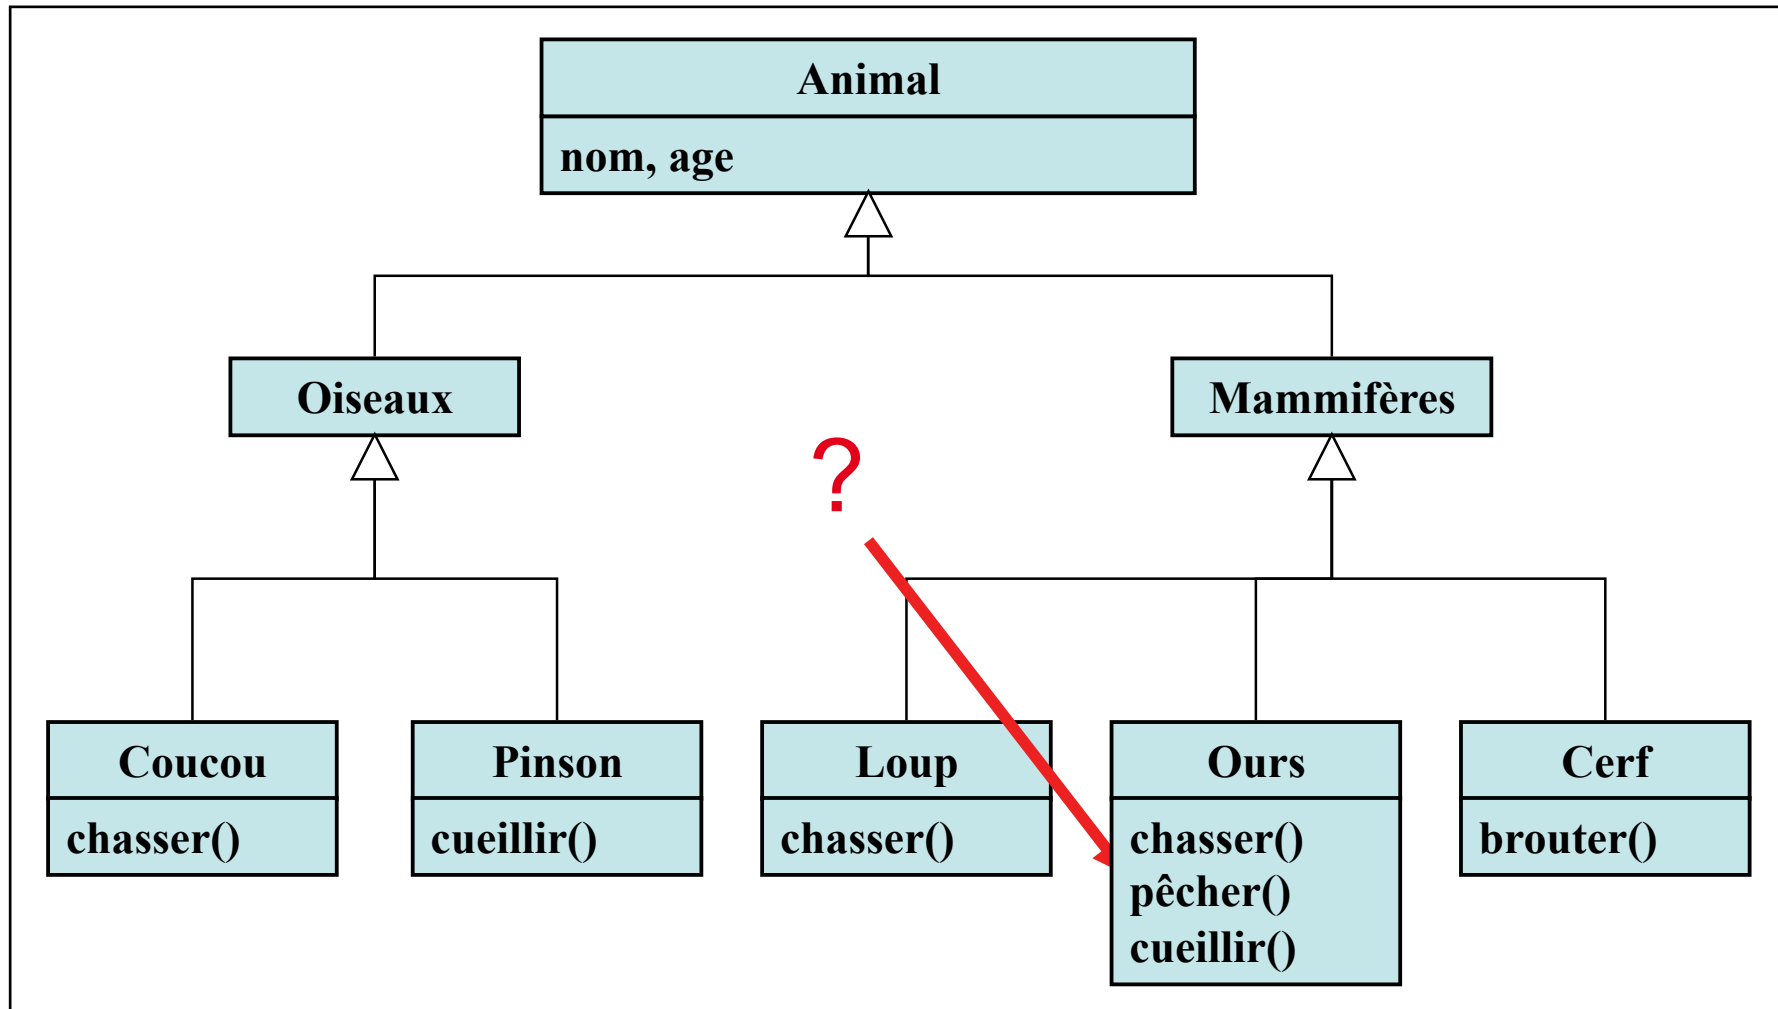 Animal
nom, age
Oiseaux
Mammifères
?
Coucou
chasser()
Pinson
cueillir()
Loup
chasser()
Ours
chasser()
pêcher()
cueillir()
Cerf
brouter()